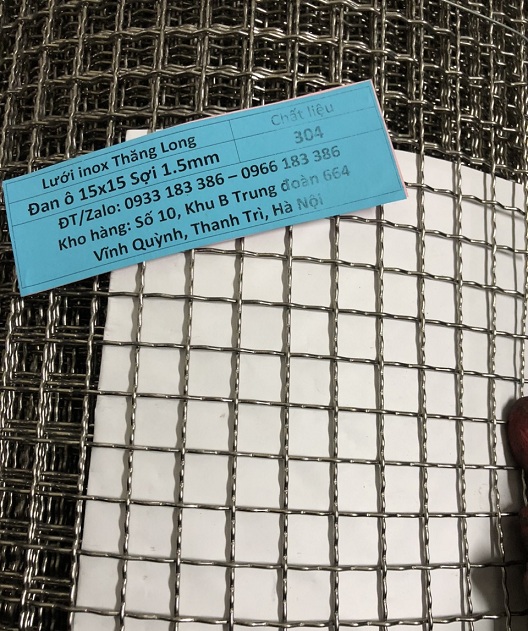 Lưới inox Thăng Long
Chất liệu
Đan ô 15x15 Sợi 1.5mm
304
ĐT/Zalo: 0933 183 386 – 0966 183 386
Kho hàng: Số 10, Khu B Trung đoàn 664
Vĩnh Quỳnh, Thanh Trì, Hà Nội